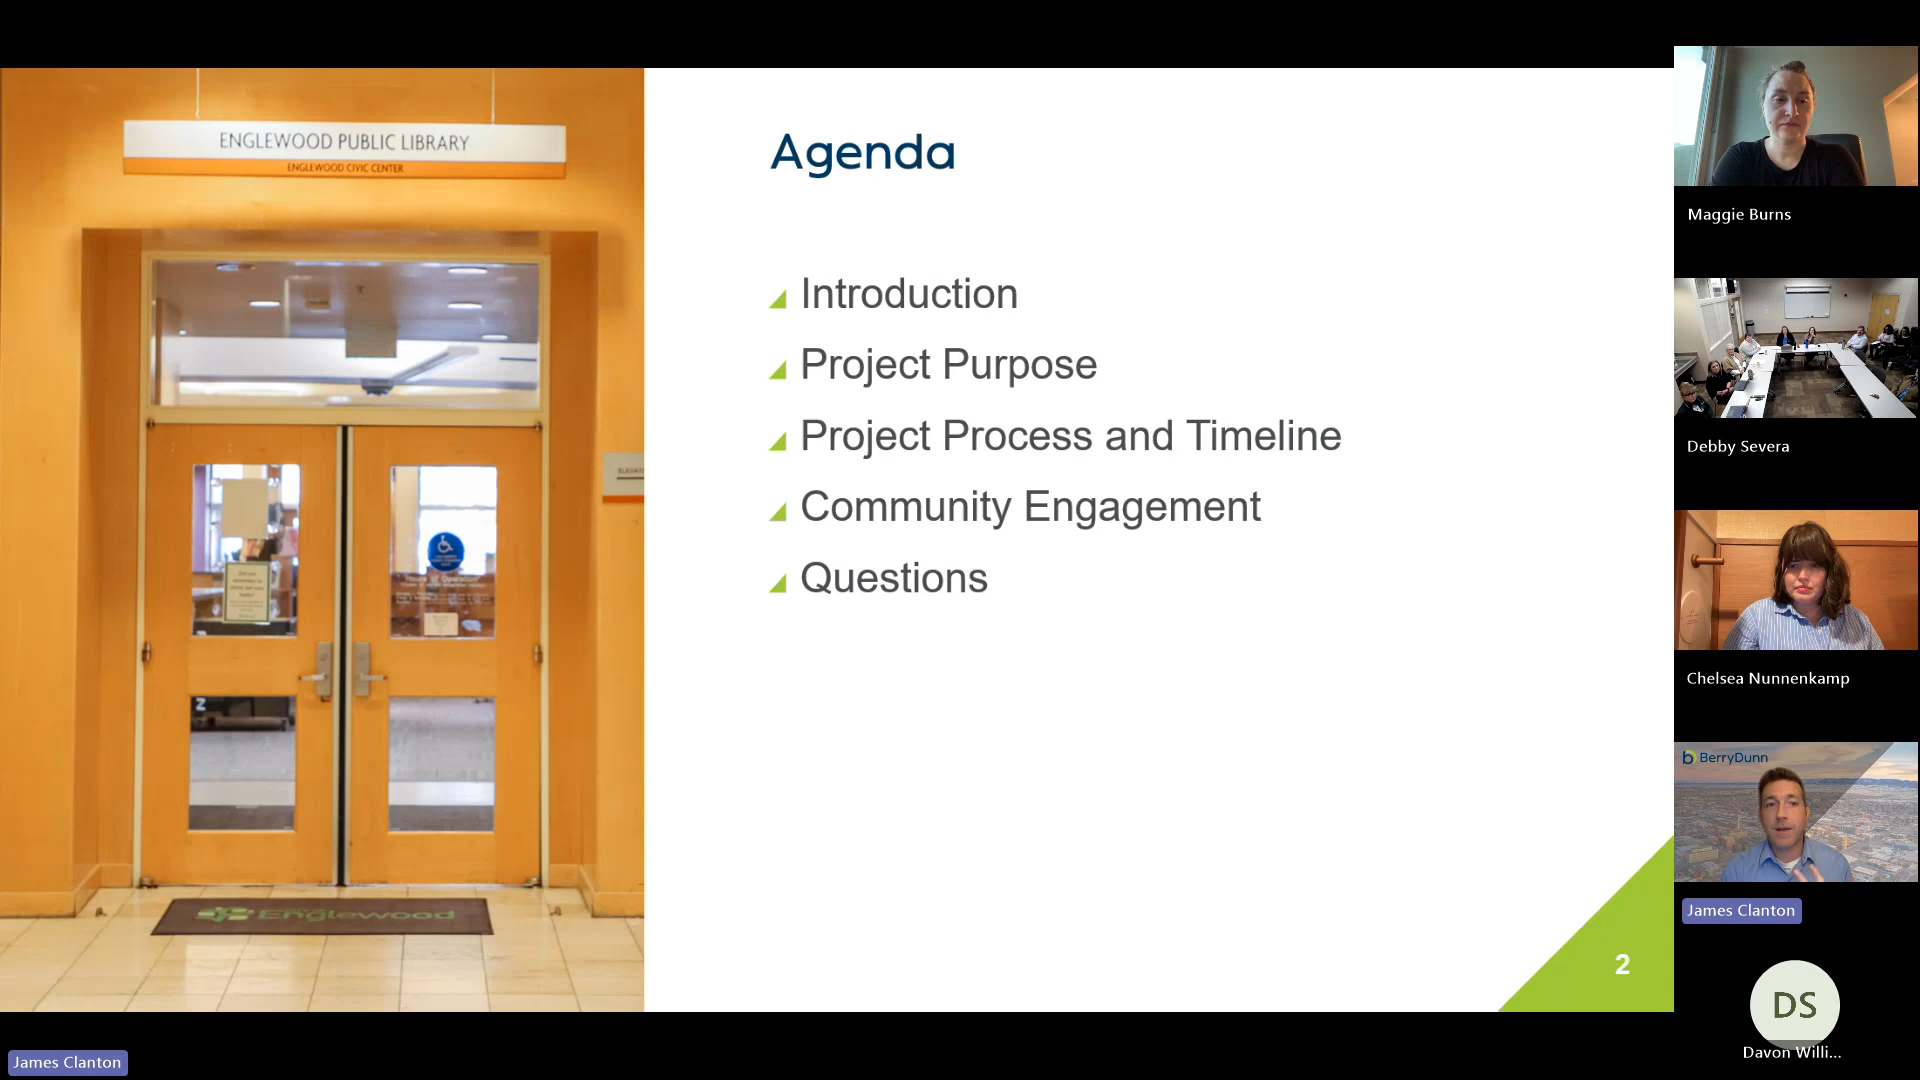 ENGLEWOOD PUBLIC LIBRARY
ENGLEWOOD CIVIC CENTER
Englewood
Agenda
Introduction
Project Purpose
Project Process and Timeline
Community Engagement
Questions
2
Maggie Burns
Debby Severa
Chelsea Nunnenkamp
BerryDunn
James Clanton
DS
Davon Willi...
James Clanton